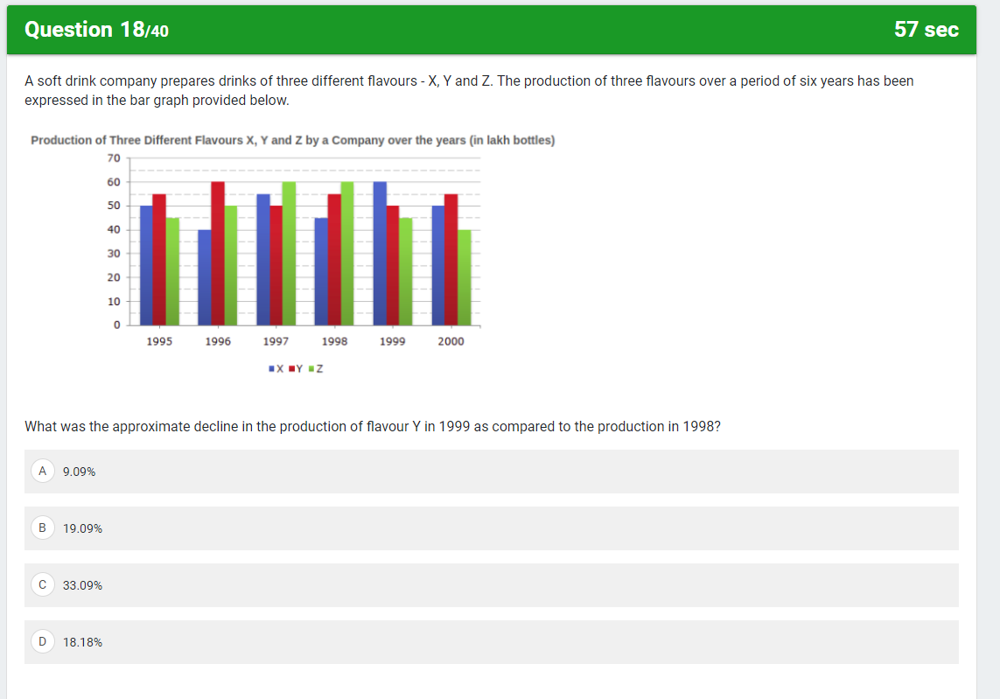 Question 18/40
57 sec
A soft drink company prepares drinks of three different flavours - X, Y and Z. The production of three flavours over a period of six years has been
expressed in the bar graph provided below.
Production of Three Different Flavours X, Y and Z by a Company over the years (in lakh bottles)
70
60
50
40
30
20
10
0
1995 1996 1997 1998 1999 2000
X Y Z
What was the approximate decline in the production of flavour Y in 1999 as compared to the production in 1998?
A 9.09%
B 19.09%
C 33.09%
D 18.18%